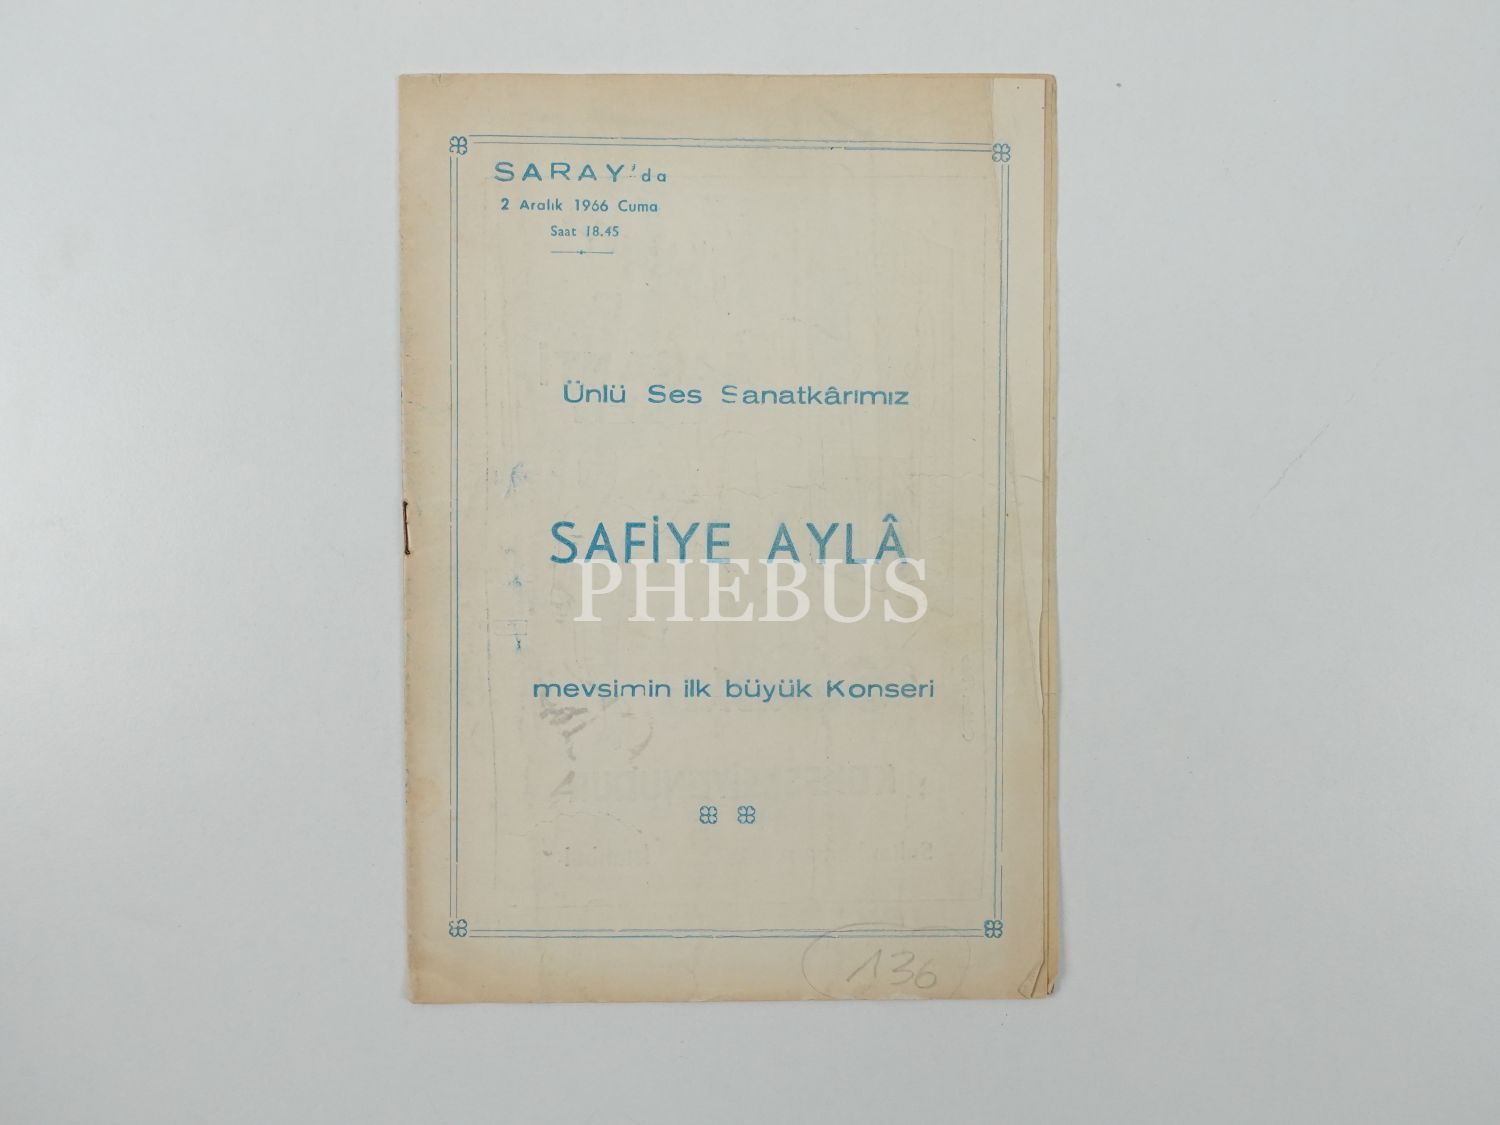 SARAY'da
2 Aralık 1966 Cuma
Saat 18.45
Ünlü Ses Sanatkârımız
SAFİYE AYLÂ
PHEBUS
mevsimin ilk büyük Konseri
136